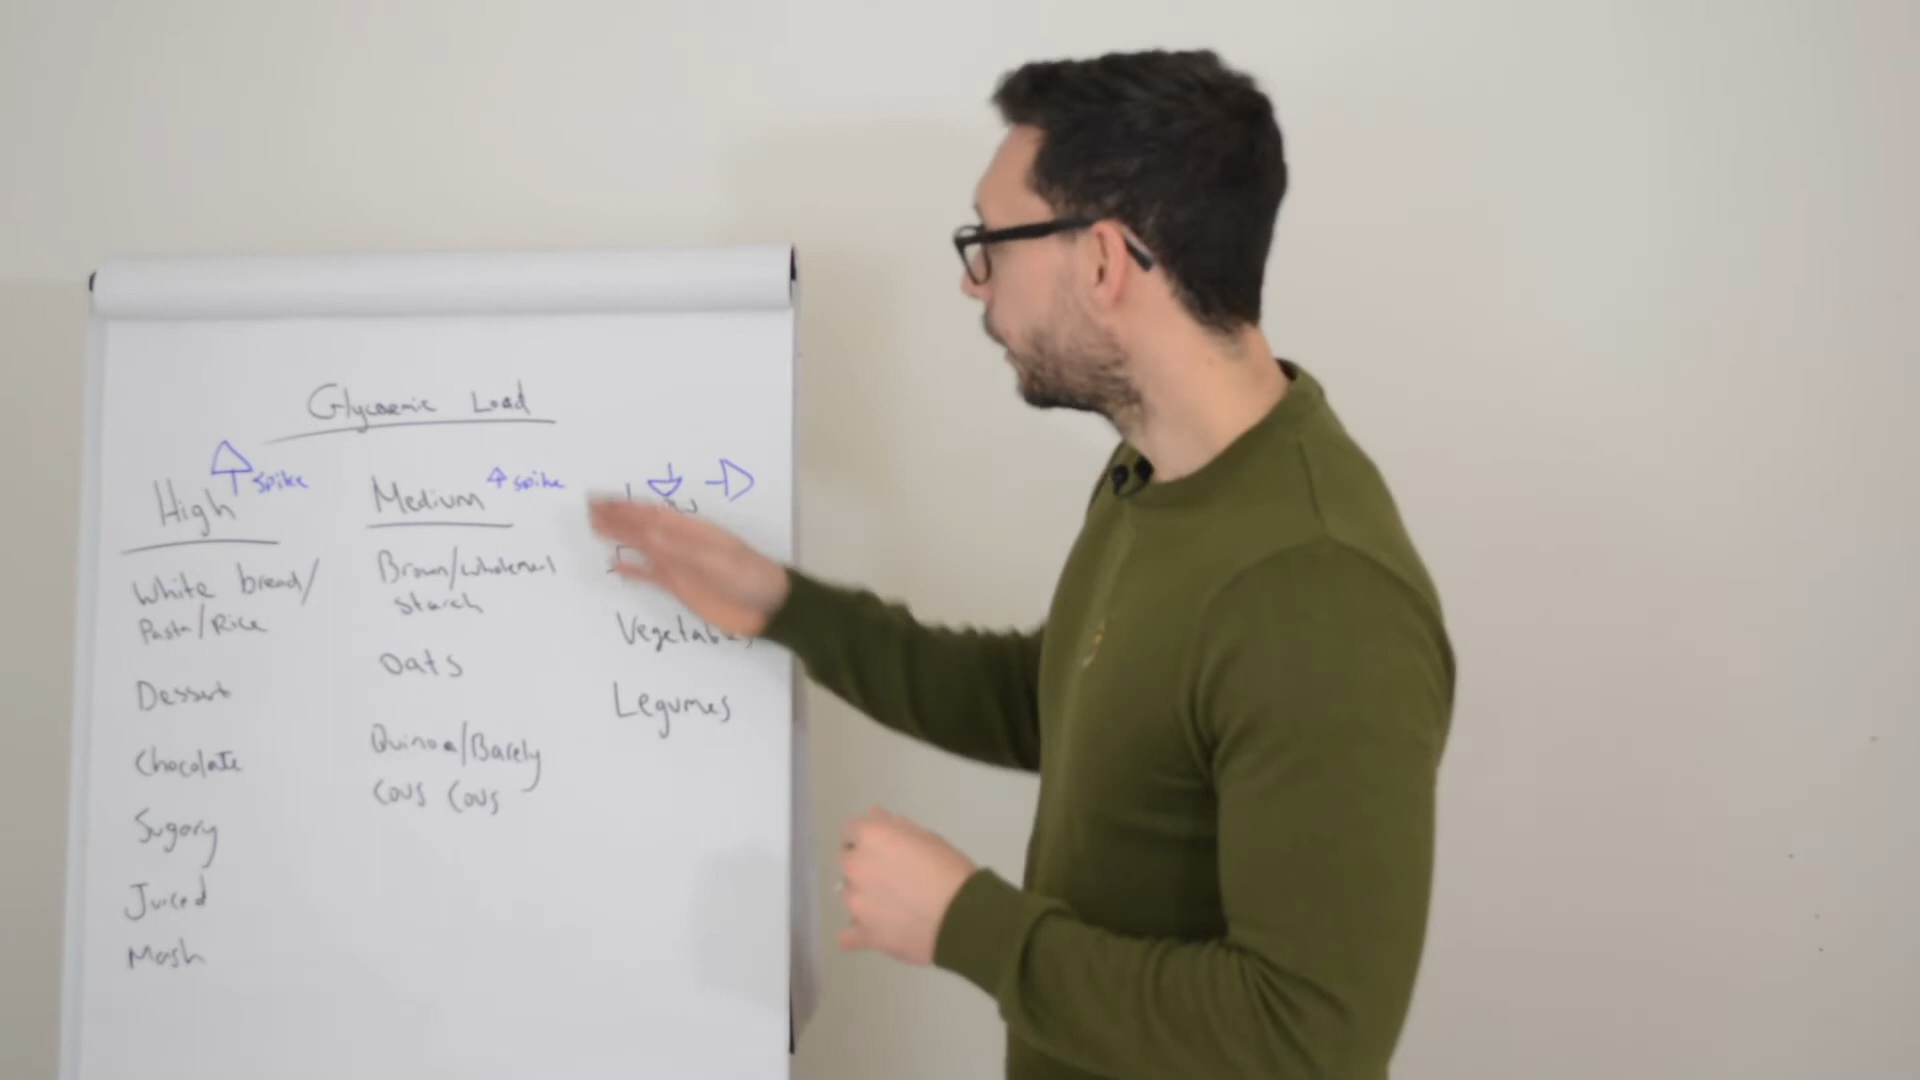 Glycaemic Load
High
spike
White bread/
Pasta/Rice
Dessert
Chocolate
Sugary
Juiced
Mash
Medium
spike
Brown/wholemeal
starch
Oats
Quinoa/Barely
Cous Cous
Vegetables
Legumes